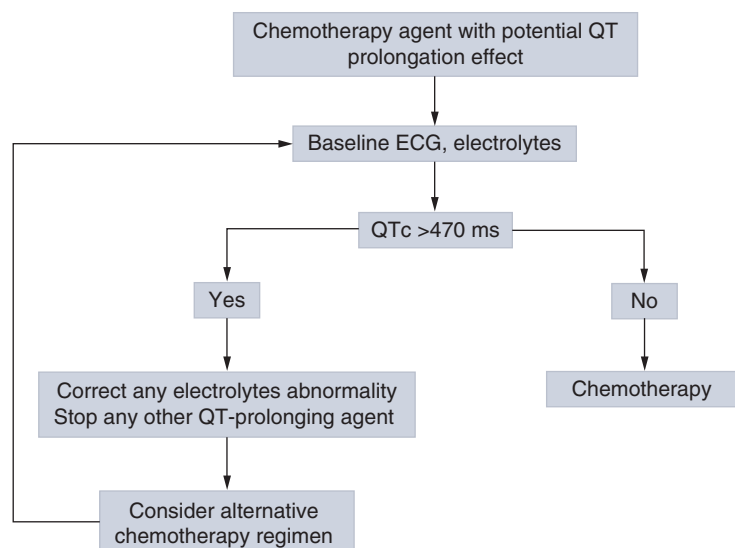 Chemotherapy agent with potential QT
prolongation effect
Baseline ECG, electrolytes
QTc >470 ms
Yes
No
Correct any electrolytes abnormality
Stop any other QT-prolonging agent
Chemotherapy
Consider alternative
chemotherapy regimen